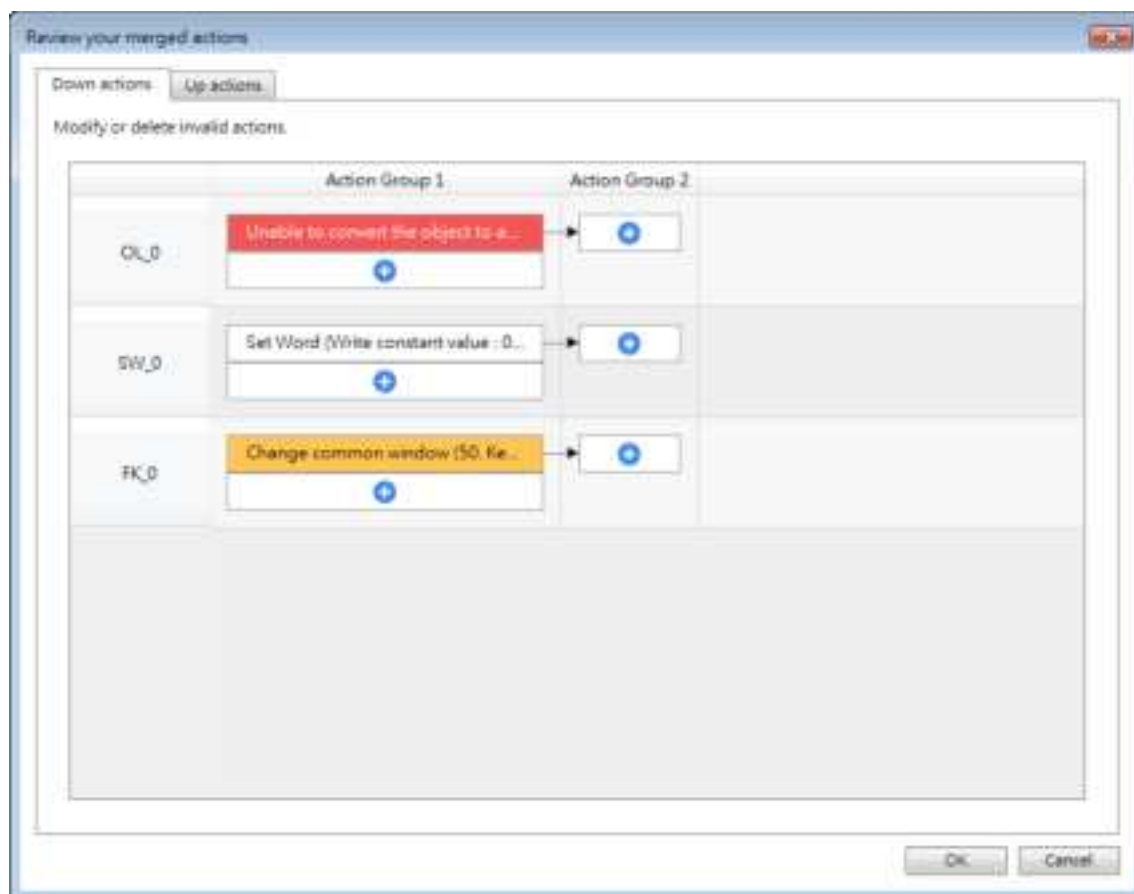 Review your merged actions
Down actions
Up actions
Modify or delete invalid actions.
Action Group 1
Action Group 2
OL_0
Unable to convert the object to a...
SW_0
Set Word (Write constant value : 0...
FK_0
Change common window (50, Ke...
OK
Cancel